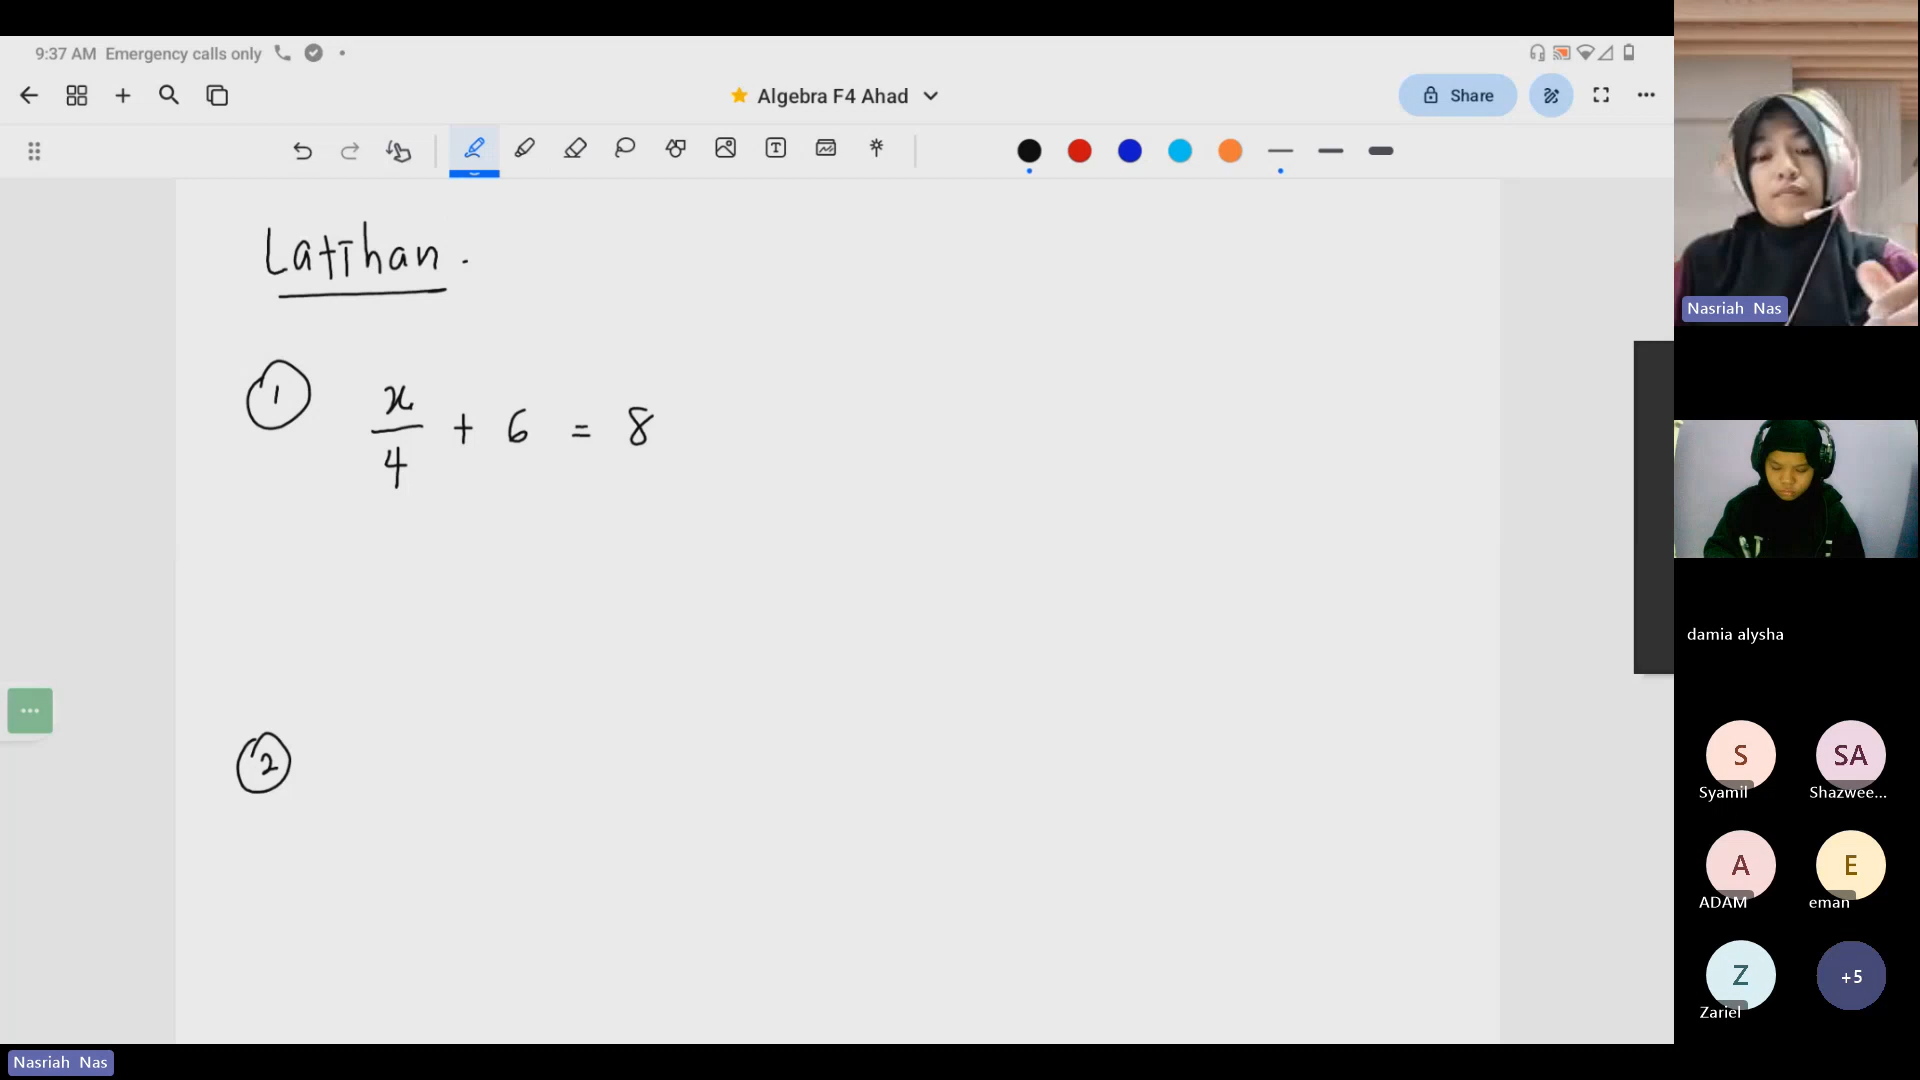 9:37 AM Emergency calls only
Algebra F4 Ahad
Share
Latihan.
1 x/4 + 6 = 8
2
Nasriah Nas
damia alysha
S
Syamil
SA
Shazwee...
A
ADAM
E
eman
Z
Zariel
+5
Nasriah Nas